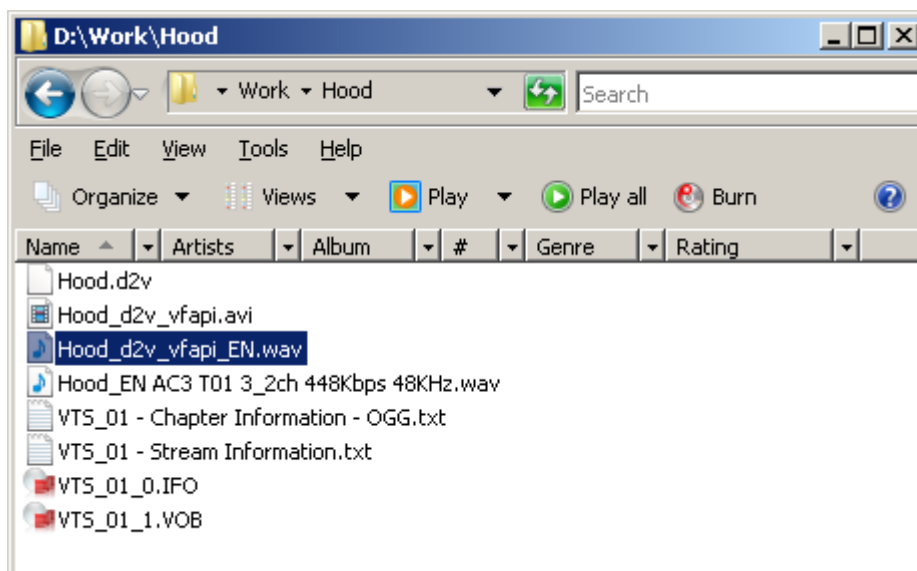 D:\Work\Hood
Work Hood Search
File Edit View Tools Help
Organize Views Play Play all Burn
Name Artists Album # Genre Rating
Hood.d2v
Hood_d2v_vfapi.avi
Hood_d2v_vfapi_EN.wav
Hood_EN AC3 T01 3_2ch 448Kbps 48KHz.wav
VTS_01 - Chapter Information - OGG.txt
VTS_01 - Stream Information.txt
VTS_01_0.IFO
VTS_01_1.VOB